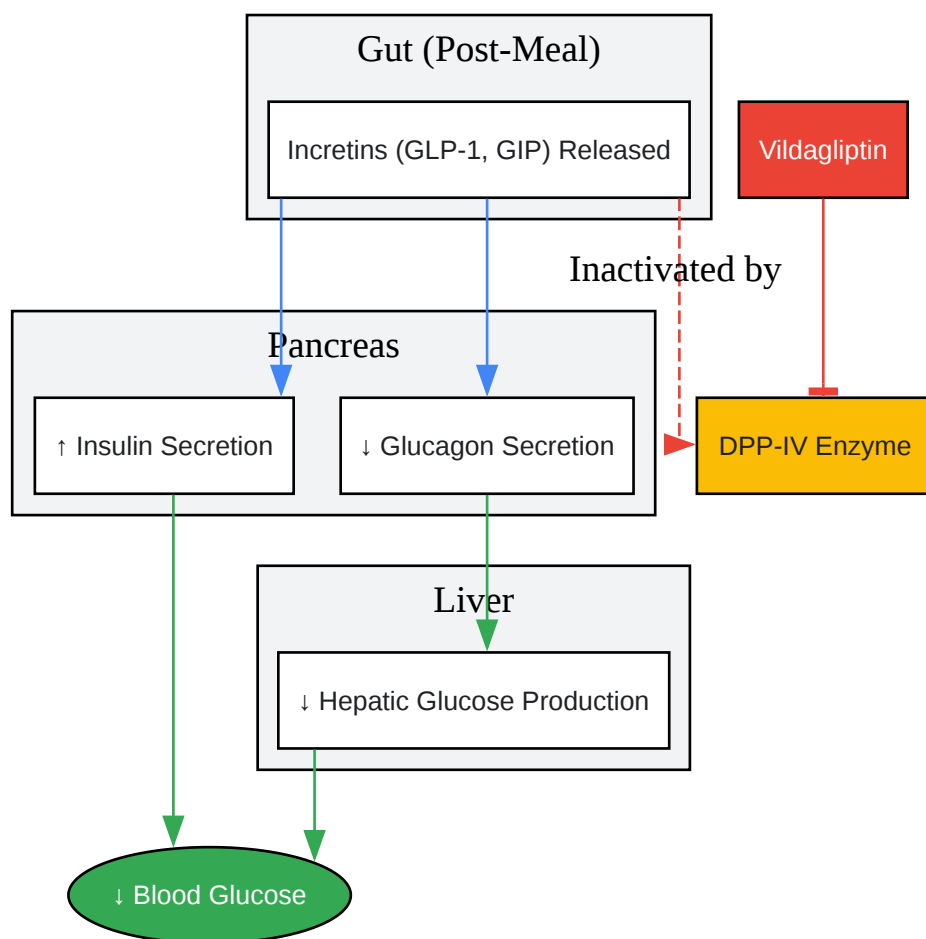 Gut (Post-Meal)
Incretins (GLP-1, GIP) Released
Vildagliptin
Inactivated by
Pancreas
↑ Insulin Secretion
↓ Glucagon Secretion
DPP-IV Enzyme
Liver
↓ Hepatic Glucose Production
↓ Blood Glucose